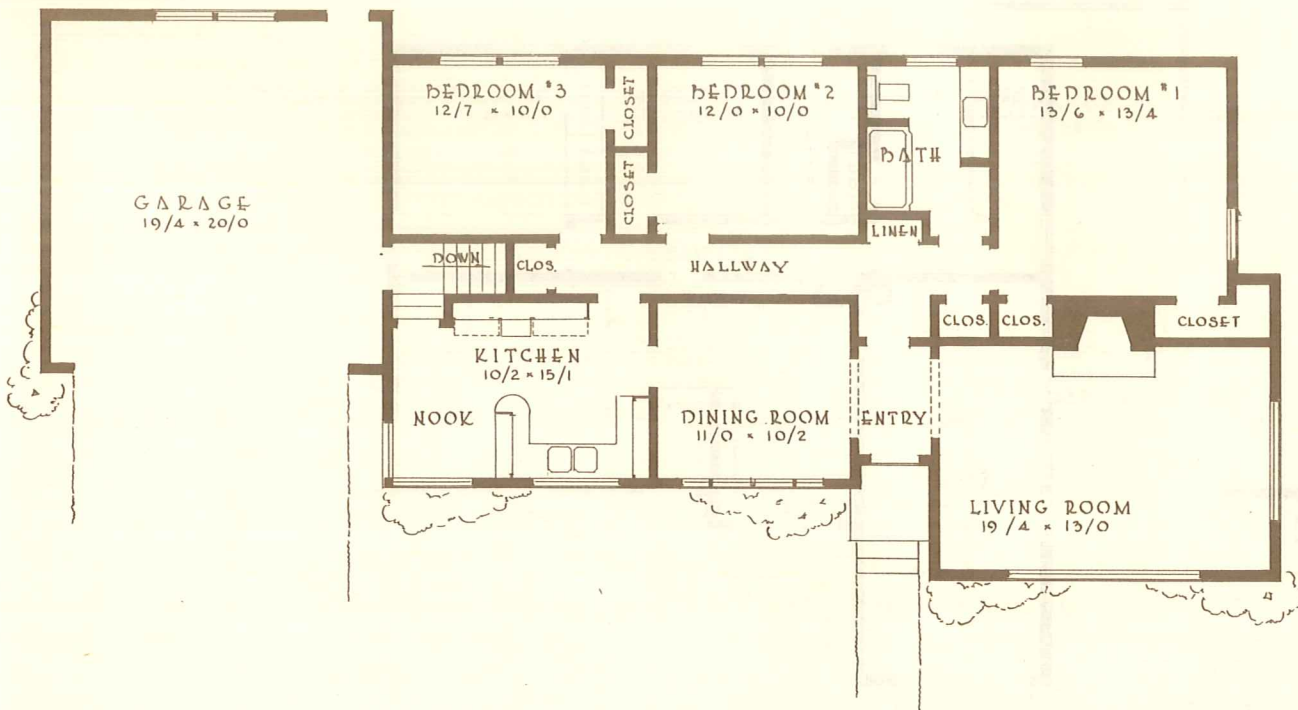 BEDROOM #3
12/7 × 10/0
CLOSET
CLOSET
BEDROOM #2
12/0 × 10/0
BATH
LINEN
BEDROOM #1
13/6 × 13/4
GARAGE
19/4 × 20/0
DOWN
CLOS.
HALLWAY
CLOS.
CLOS.
CLOSET
KITCHEN
10/2 × 15/1
NOOK
DINING ROOM
11/0 × 10/2
ENTRY
LIVING ROOM
19/4 × 13/0